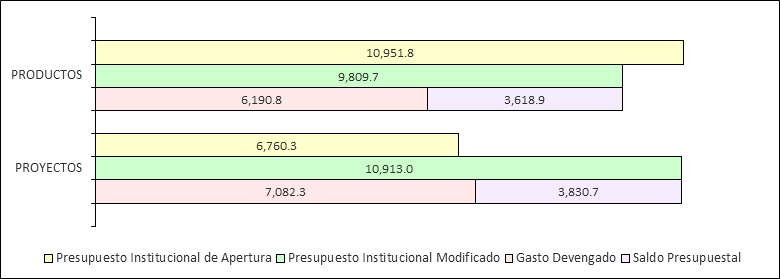 10,951.8
PRODUCTOS
9,809.7
6,190.8 3,618.9
6,760.3
PROYECTOS
10,913.0
7,082.3 3,830.7
Presupuesto Institucional de Apertura Presupuesto Institucional Modificado Gasto Devengado Saldo Presupuestal